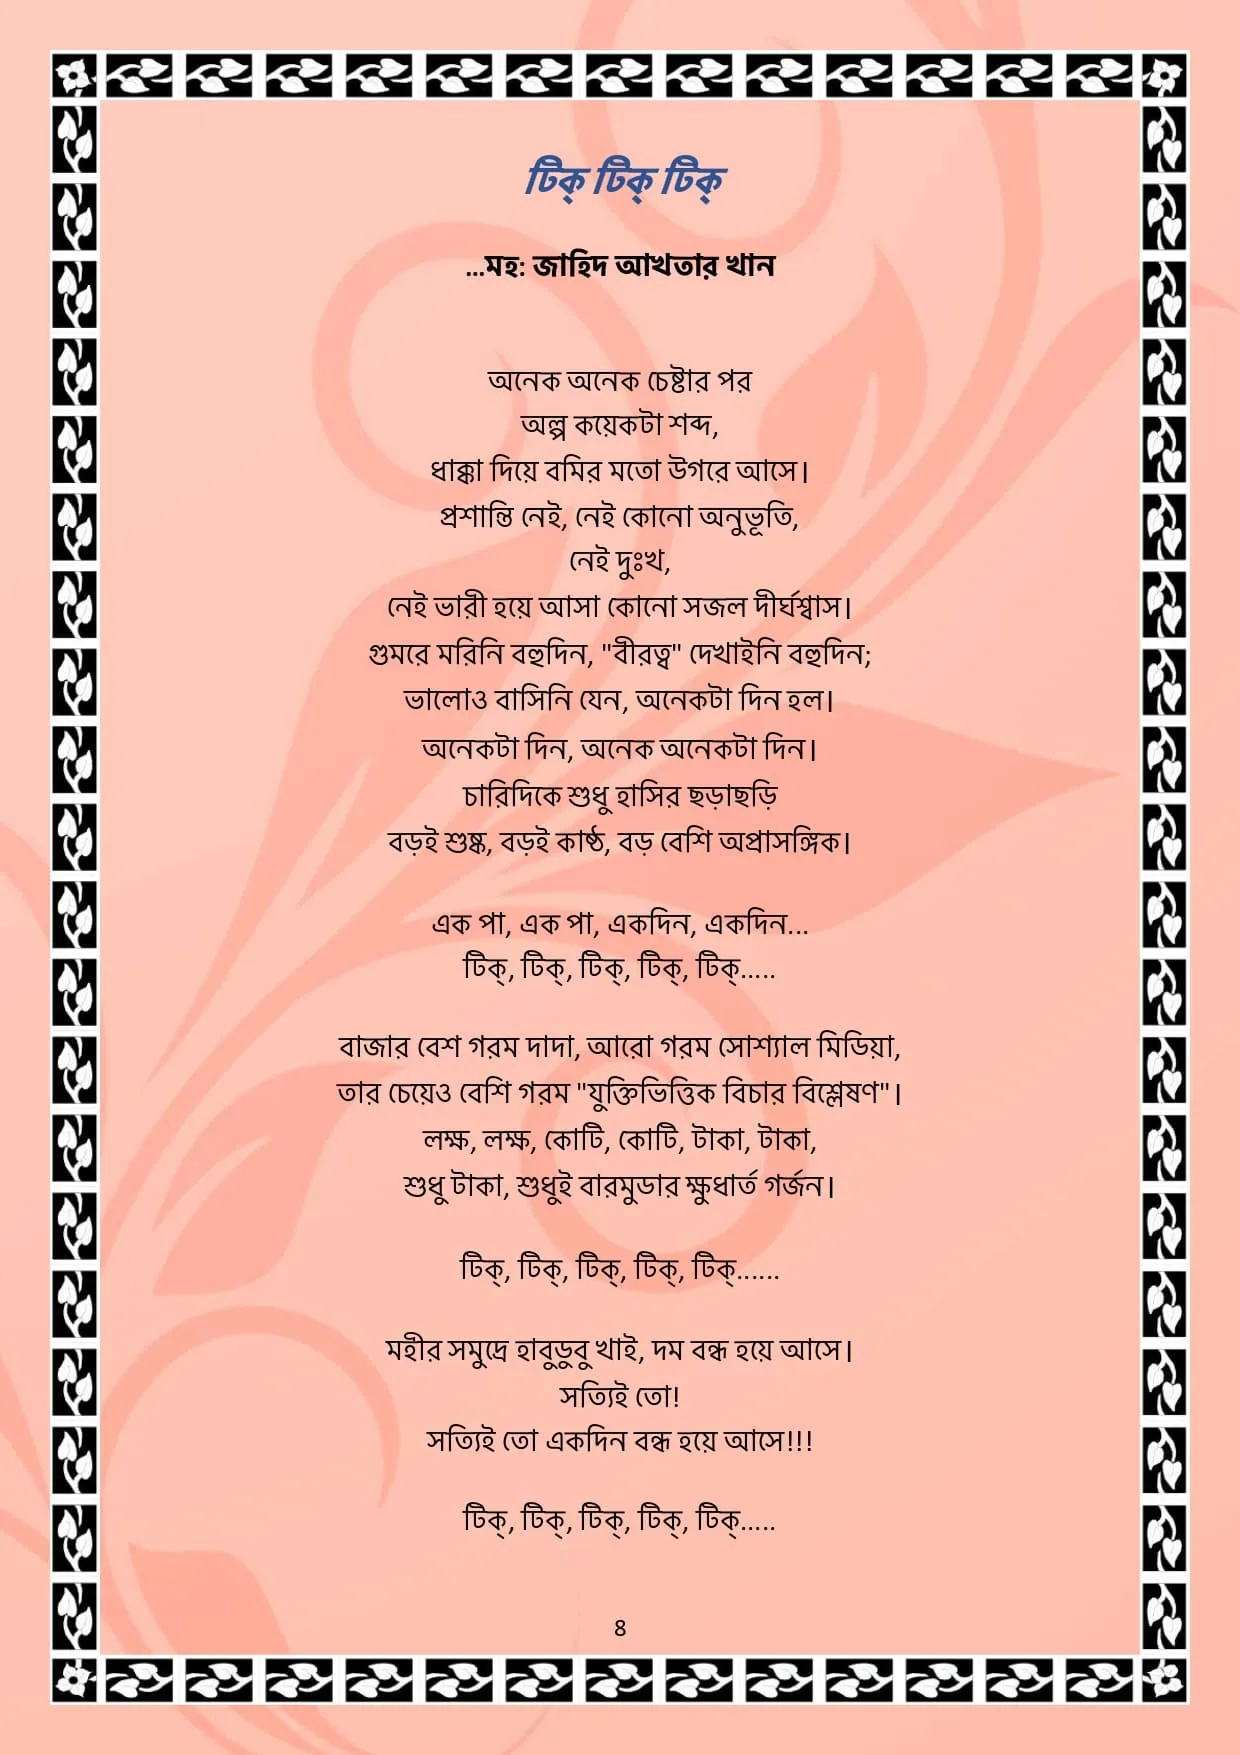 টিক্ টিক্ টিক্
...মহ: জাহিদ আখতার খান
অনেক অনেক চেষ্টার পর
অল্প কয়েকটা শব্দ,
ধাক্কা দিয়ে বমির মতো উগরে আসে।
প্রশান্তি নেই, নেই কোনো অনুভূতি,
নেই দুঃখ,
নেই ভারী হয়ে আসা কোনো সজল দীর্ঘশ্বাস।
গুমরে মরিনি বহুদিন, "বীরত্ব" দেখাইনি বহুদিন;
ভালোও বাসিনি যেন, অনেকটা দিন হল।
অনেকটা দিন, অনেক অনেকটা দিন।
চারিদিকে শুধু হাসির ছড়াছড়ি
বড়ই শুষ্ক, বড়ই কাষ্ঠ, বড় বেশি অপ্রাসঙ্গিক।
এক পা, এক পা, একদিন, একদিন...
টিক্, টিক্, টিক্, টিক্, টিক্.....
বাজার বেশ গরম দাদা, আরো গরম সোশ্যাল মিডিয়া,
তার চেয়েও বেশি গরম "যুক্তিভিত্তিক বিচার বিশ্লেষণ"।
লক্ষ, লক্ষ, কোটি, কোটি, টাকা, টাকা,
শুধু টাকা, শুধুই বারমুডার ক্ষুধার্ত গর্জন।
টিক্, টিক্, টিক্, টিক্, টিক্......
মহীর সমুদ্রে হাবুডুবু খাই, দম বন্ধ হয়ে আসে।
সত্যিই তো!
সত্যিই তো একদিন বন্ধ হয়ে আসে!!!
টিক্, টিক্, টিক্, টিক্, টিক্.....
8